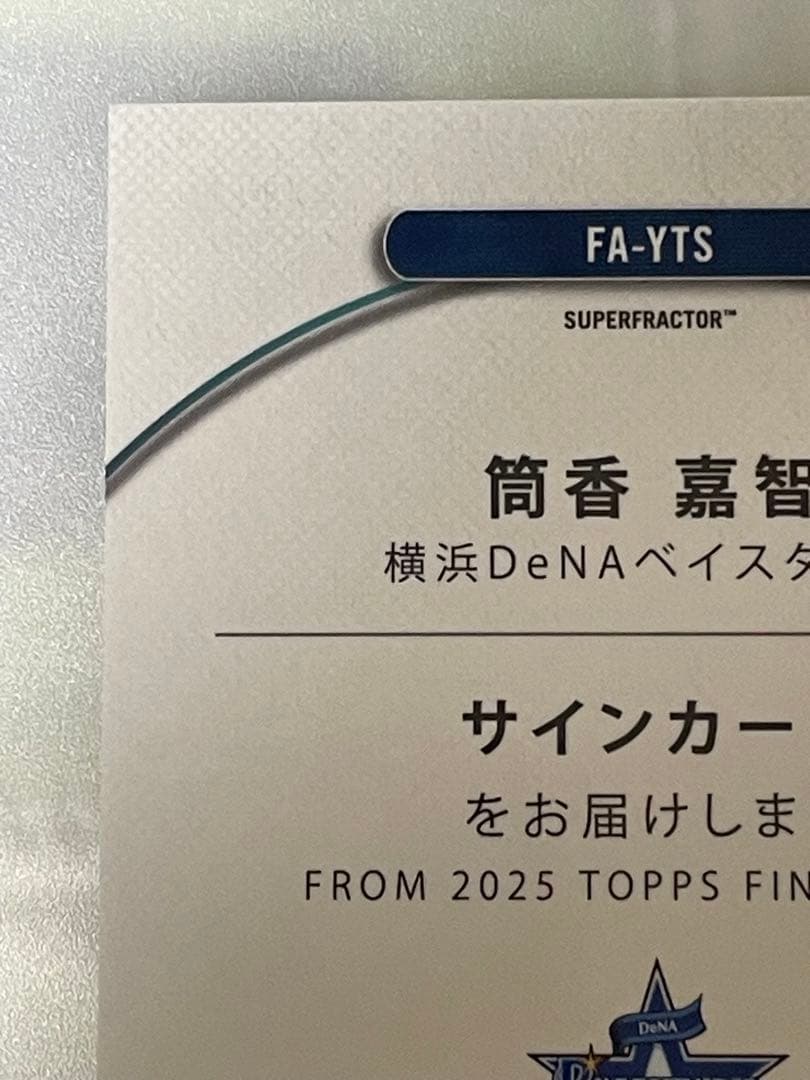 FA-YTS
SUPERFRACTOR™
筒香 嘉智
横浜DeNAベイスタ
サインカー
をお届けしま
FROM 2025 TOPPS FIN
DeNA